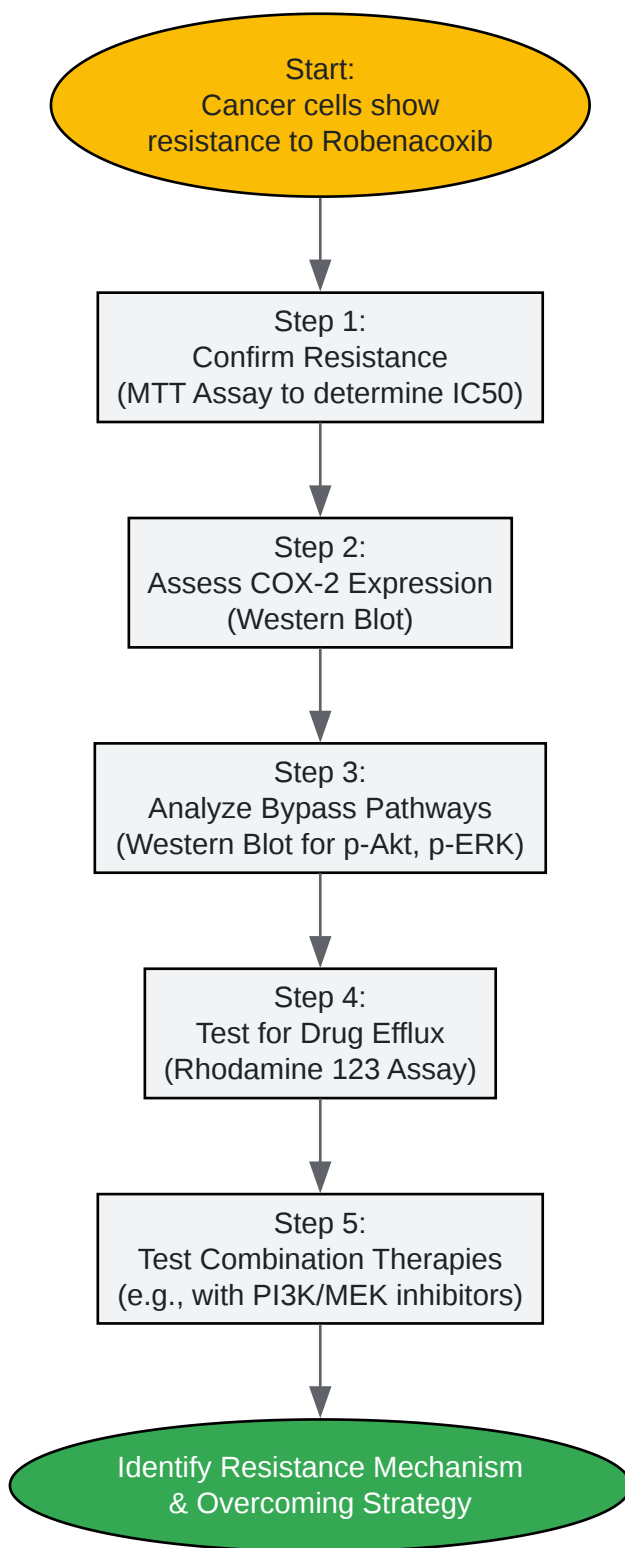 Start:
Cancer cells show
resistance to Robenacoxib
Step 1:
Confirm Resistance
(MTT Assay to determine IC50)
Step 2:
Assess COX-2 Expression
(Western Blot)
Step 3:
Analyze Bypass Pathways
(Western Blot for p-Akt, p-ERK)
Step 4:
Test for Drug Efflux
(Rhodamine 123 Assay)
Step 5:
Test Combination Therapies
(e.g., with PI3K/MEK inhibitors)
Identify Resistance Mechanism
& Overcoming Strategy